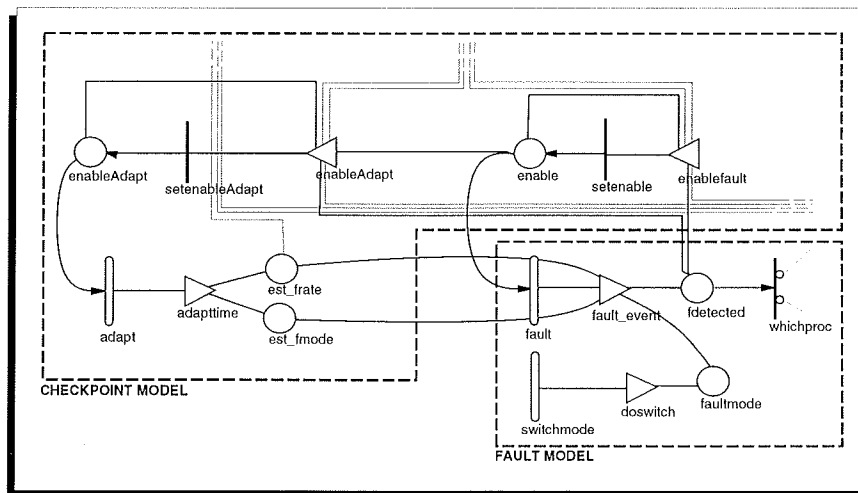 enableAdapt
setenableAdapt
enableAdapt
enable
setenable
enablefault
est_frate
adapttime
adapt
est_fmode
fault
fault_event
fdetected
whichproc
switchmode
doswitch
faultmode
CHECKPOINT MODEL
FAULT MODEL